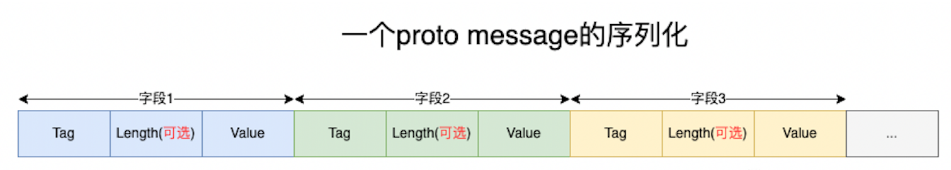 一个proto message的序列化
字段1 字段2 字段3
Tag Length(可选) Value Tag Length(可选) Value Tag Length(可选) Value ...